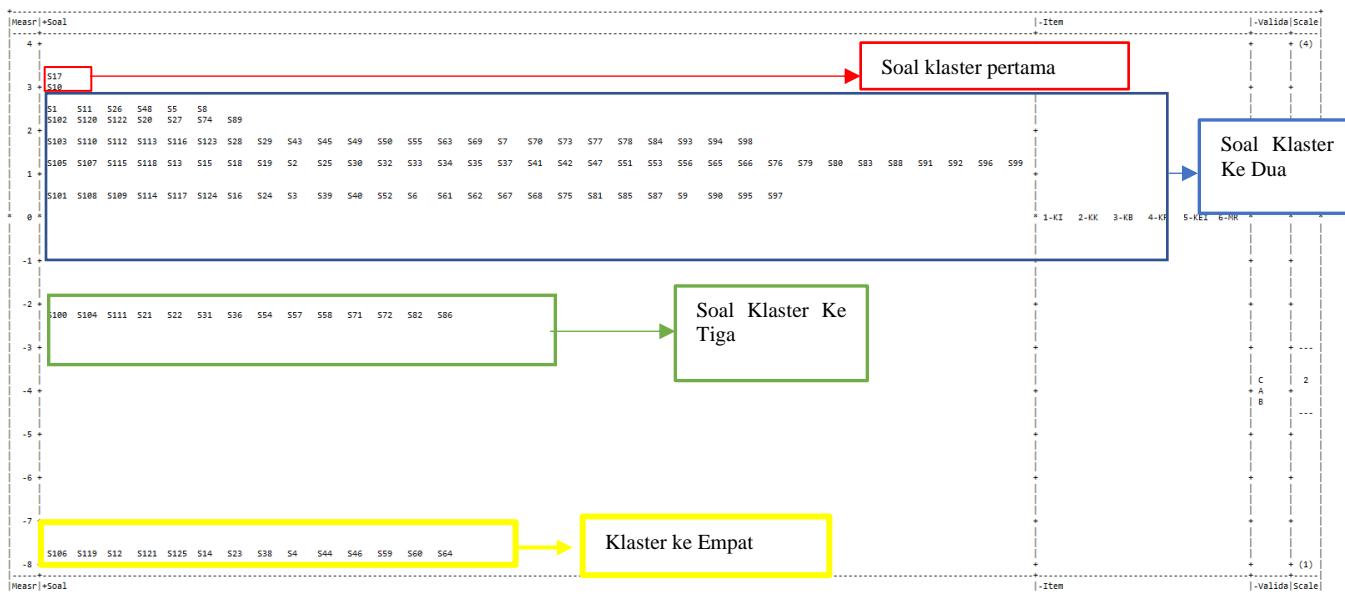 |Measr|+Soal |-Item |-Valida|Scale|
4 + + + (4)
S17 Soal klaster pertama
3 + S10
S1 S11 S26 S48 S5 S8
S102 S120 S122 S20 S27 S74 S89
2 +
S103 S110 S112 S113 S116 S123 S28 S29 S43 S45 S49 S50 S55 S63 S69 S7 S70 S73 S77 S78 S84 S93 S94 S98
Soal Klaster
Ke Dua
S105 S107 S115 S118 S13 S15 S18 S19 S2 S25 S30 S32 S33 S34 S35 S37 S41 S42 S47 S51 S53 S56 S65 S66 S76 S79 S80 S83 S88 S91 S92 S96 S99
1 +
S101 S108 S109 S114 S117 S124 S16 S24 S3 S39 S40 S52 S6 S61 S62 S67 S68 S75 S81 S85 S87 S9 S90 S95 S97
* 0 * * 1-KI 2-KK 3-KB 4-KP 5-KEI 6-MR * * *
-1 +
-2 +
S100 S104 S111 S21 S22 S31 S36 S54 S57 S58 S71 S72 S82 S86
Soal Klaster Ke
Tiga
-3 + + + ---
C 2
-4 + + A +
B ---
-5 +
-6 +
-7 +
Klaster ke Empat
S106 S119 S12 S121 S125 S14 S23 S38 S4 S44 S46 S59 S60 S64
-8 + + + (1)
|Measr|+Soal |-Item |-Valida|Scale|